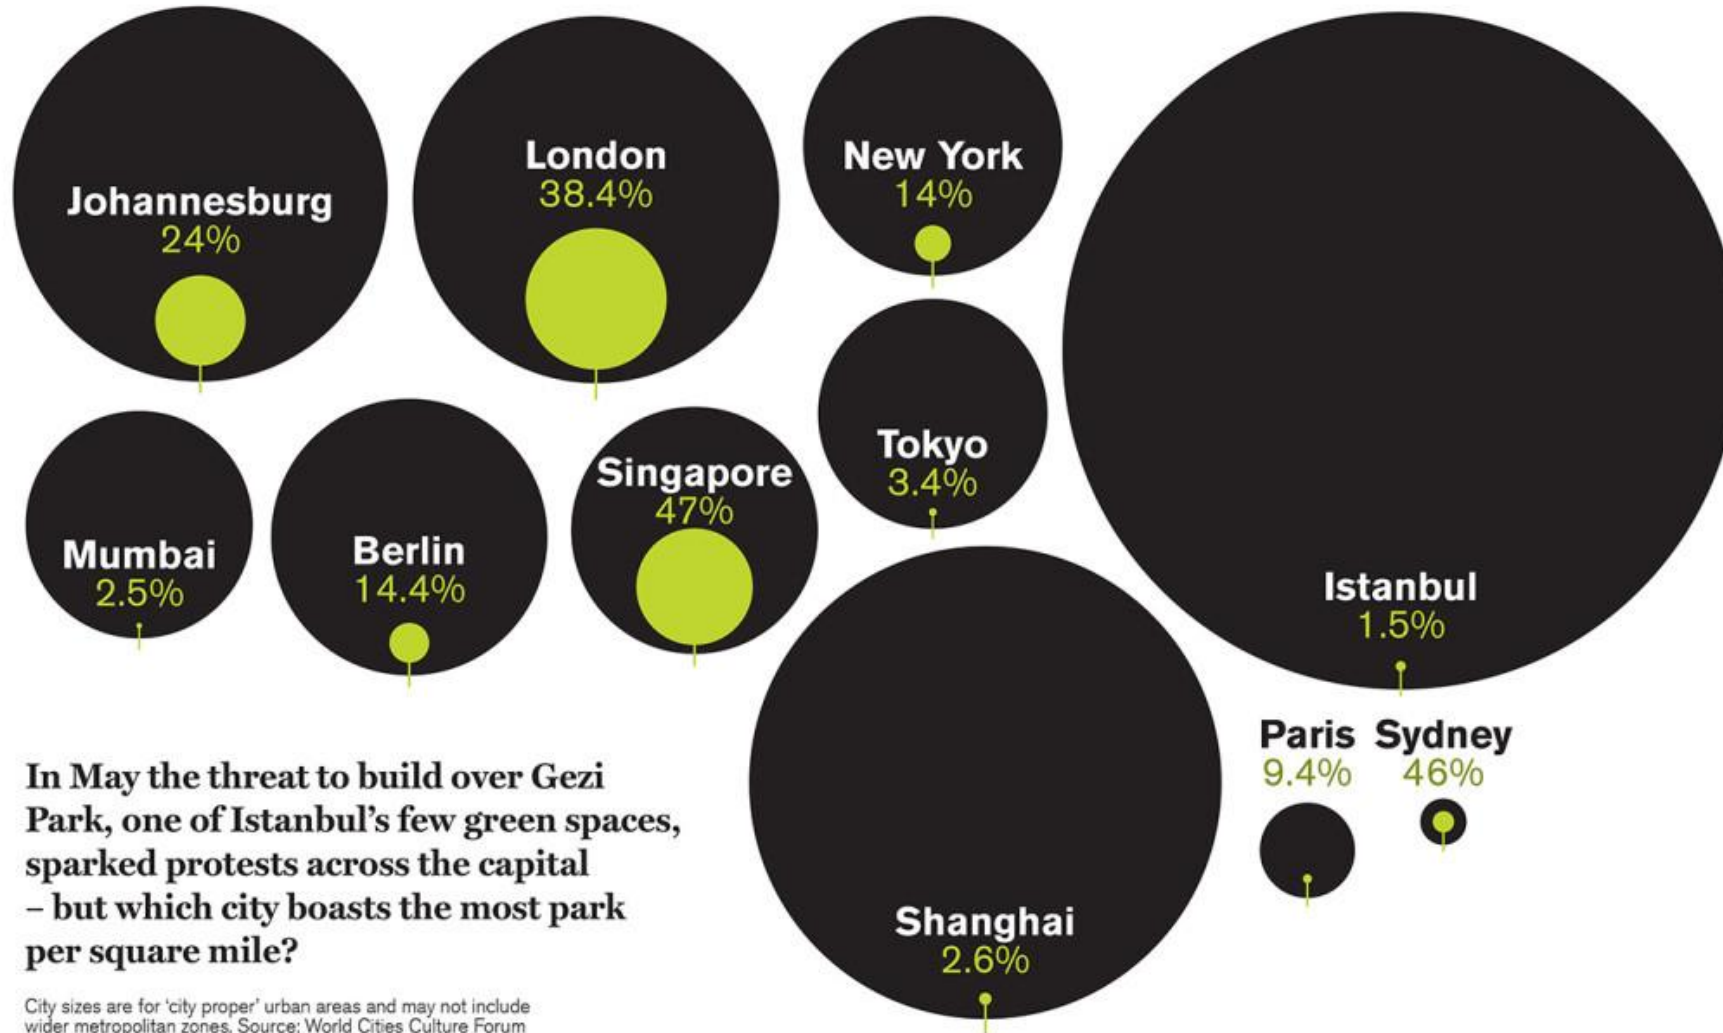 Johannesburg
24%
London
38.4%
New York
14%
Mumbai
2.5%
Berlin
14.4%
Singapore
47%
Tokyo
3.4%
Istanbul
1.5%
Shanghai
2.6%
Paris
9.4%
Sydney
46%
In May the threat to build over Gezi
Park, one of Istanbul’s few green spaces,
sparked protests across the capital
– but which city boasts the most park
per square mile?
City sizes are for ‘city proper’ urban areas and may not include
wider metropolitan zones. Source: World Cities Culture Forum